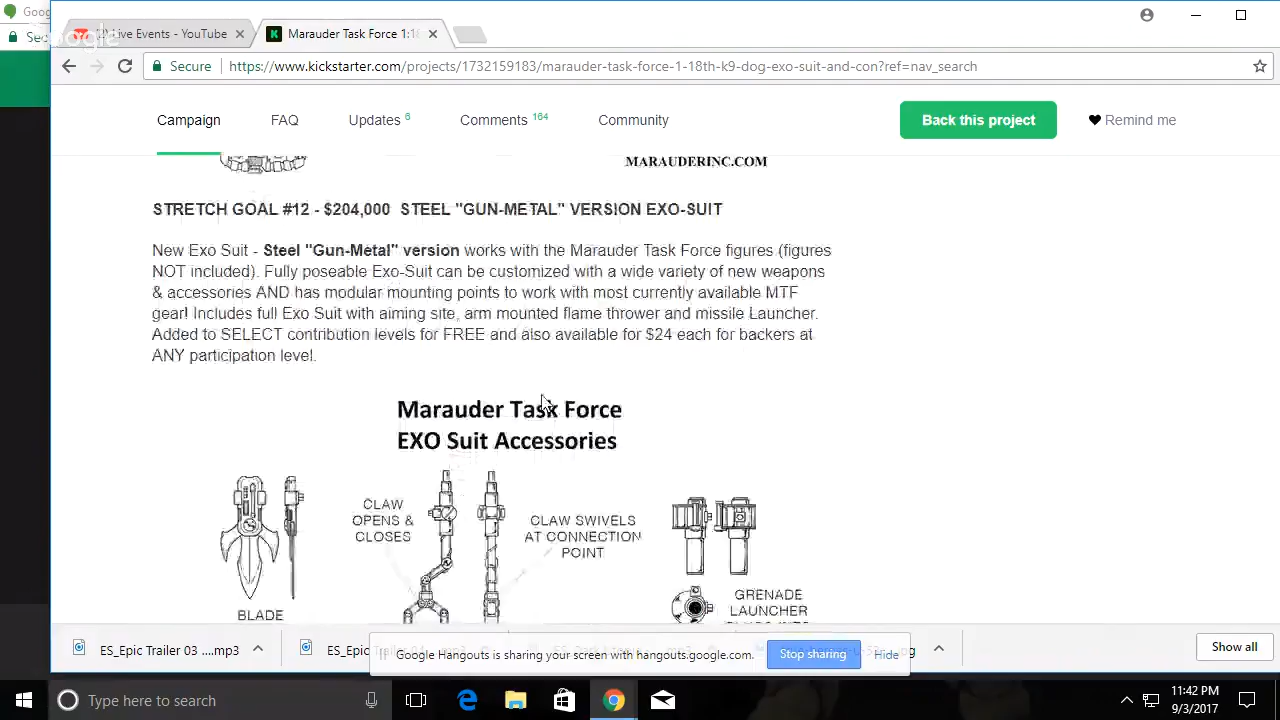 Goog
Live Events - YouTube
Marauder Task Force 1:18
Google
Sec
Secure
https://www.kickstarter.com/projects/1732159183/marauder-task-force-1-18th-k9-dog-exo-suit-and-con?ref=nav_search
Campaign
FAQ
Updates 6
Comments 164
Community
Back this project
Remind me
MARAUDERINC.COM
STRETCH GOAL #12 - $204,000 STEEL "GUN-METAL" VERSION EXO-SUIT
New Exo Suit - Steel "Gun-Metal" version works with the Marauder Task Force figures (figures
NOT included). Fully poseable Exo-Suit can be customized with a wide variety of new weapons
& accessories AND has modular mounting points to work with most currently available MTF
gear! Includes full Exo Suit with aiming site, arm mounted flame thrower and missile Launcher.
Added to SELECT contribution levels for FREE and also available for $24 each for backers at
ANY participation level.
Marauder Task Force
EXO Suit Accessories
CLAW
OPENS &
CLOSES
CLAW SWIVELS
AT CONNECTION
POINT
BLADE
GRENADE
LAUNCHER
ES_Epic Trailer 03 ....mp3
Google Hangouts is sharing your screen with hangouts.google.com.
Stop sharing
Hide
Show all
Type here to search
11:42 PM
9/3/2017